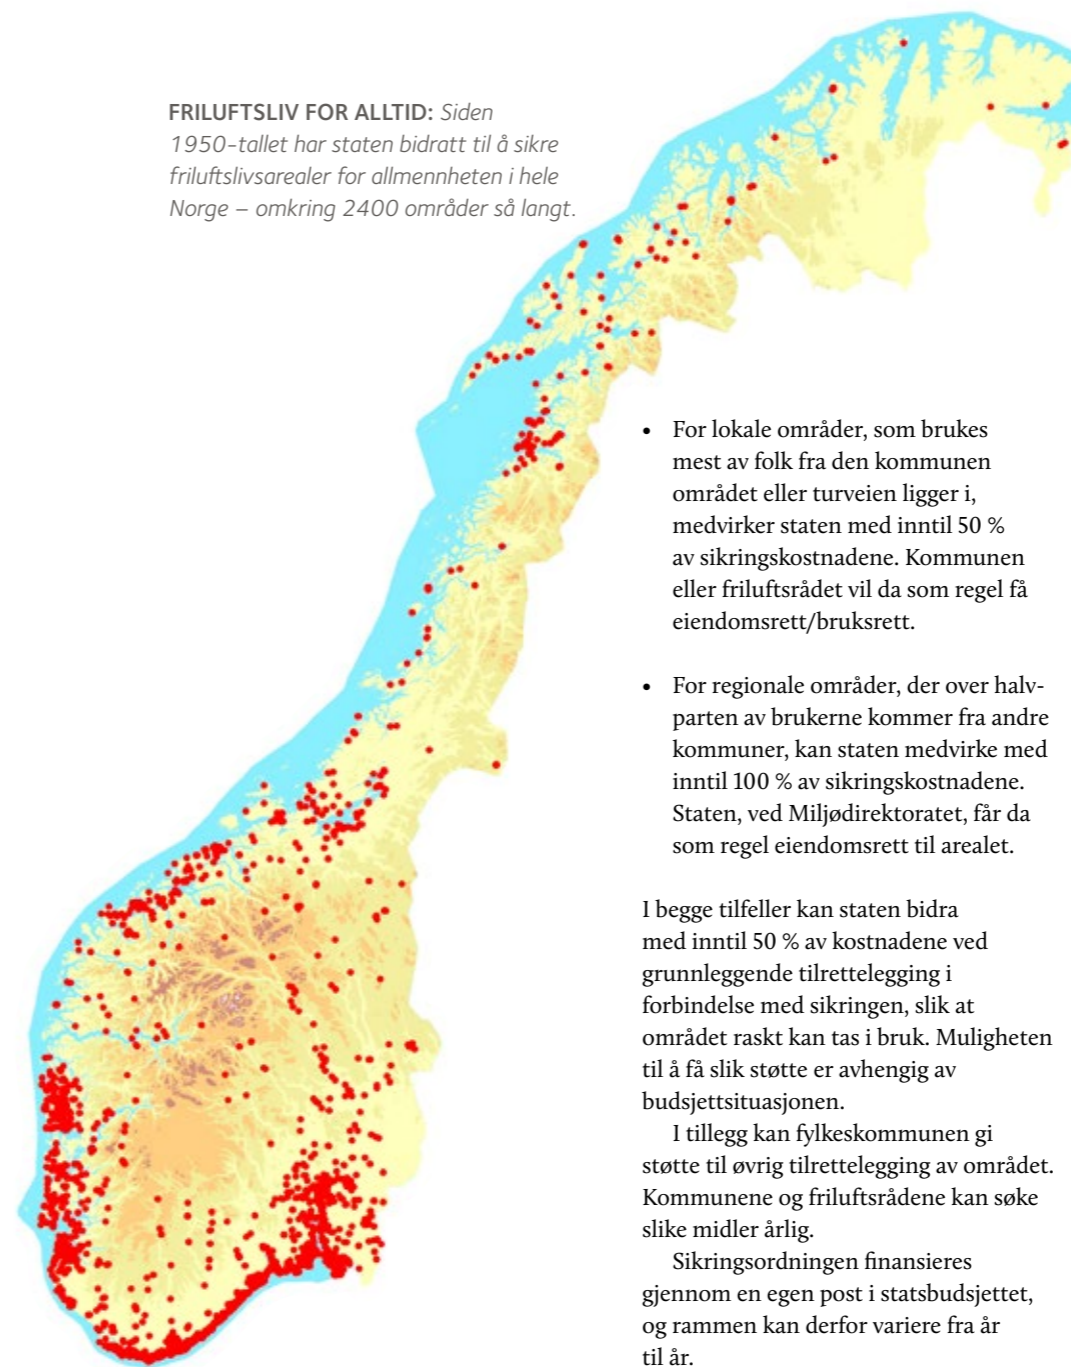 FRILUFTSLIV FOR ALLTID: Siden
1950-tallet har staten bidratt til å sikre
friluftslivsarealer for allmennheten i hele
Norge – omkring 2400 områder så langt.
• For lokale områder, som brukes
mest av folk fra den kommunen
området eller turveien ligger i,
medvirker staten med inntil 50 %
av sikringskostnadene. Kommunen
eller friluftsrådet vil da som regel få
eiendomsrett/bruksrett.
• For regionale områder, der over halv-
parten av brukerne kommer fra andre
kommuner, kan staten medvirke med
inntil 100 % av sikringskostnadene.
Staten, ved Miljødirektoratet, får da
som regel eiendomsrett til arealet.
I begge tilfeller kan staten bidra
med inntil 50 % av kostnadene ved
grunnleggende tilrettelegging i
forbindelse med sikringen, slik at
området raskt kan tas i bruk. Muligheten
til å få slik støtte er avhengig av
budsjettsituasjonen.
I tillegg kan fylkeskommunen gi
støtte til øvrig tilrettelegging av området.
Kommunene og friluftsrådene kan søke
slike midler årlig.
Sikringsordningen finansieres
gjennom en egen post i statsbudsjettet,
og rammen kan derfor variere fra år
til år.